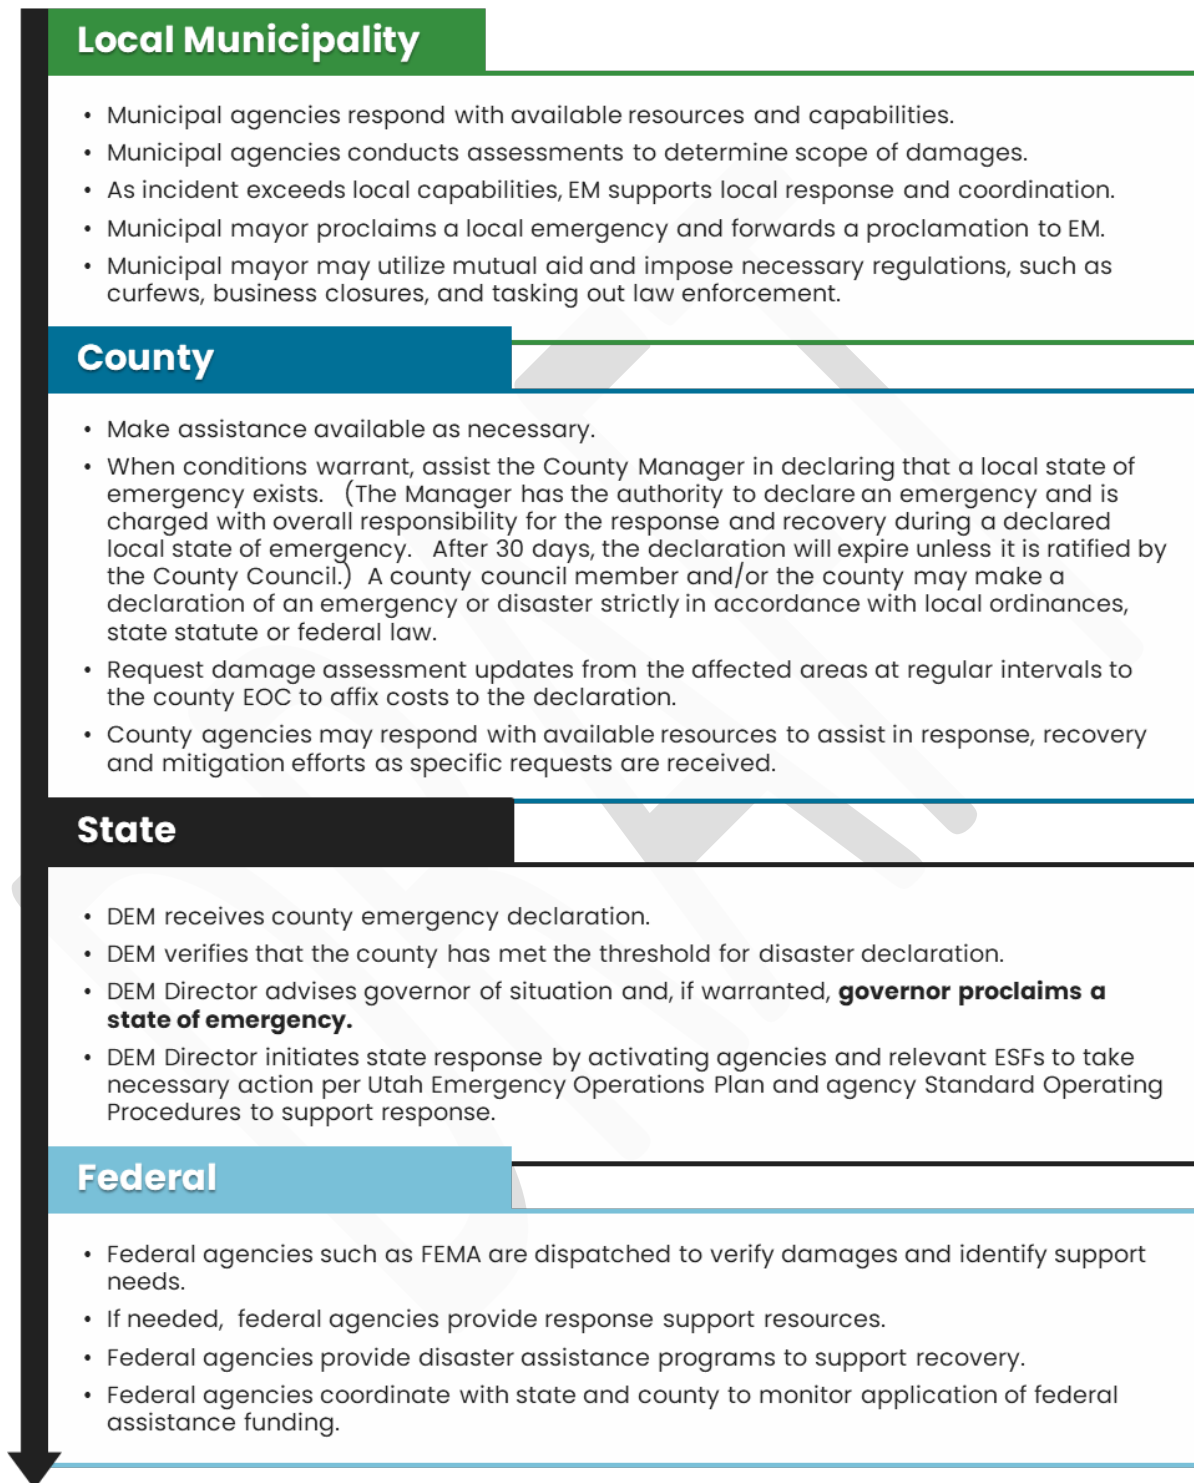 Local Municipality
• Municipal agencies respond with available resources and capabilities.
• Municipal agencies conducts assessments to determine scope of damages.
• As incident exceeds local capabilities, EM supports local response and coordination.
• Municipal mayor proclaims a local emergency and forwards a proclamation to EM.
• Municipal mayor may utilize mutual aid and impose necessary regulations, such as
curfews, business closures, and tasking out law enforcement.
County
• Make assistance available as necessary.
• When conditions warrant, assist the County Manager in declaring that a local state of
emergency exists. (The Manager has the authority to declare an emergency and is
charged with overall responsibility for the response and recovery during a declared
local state of emergency. After 30 days, the declaration will expire unless it is ratified by
the County Council.) A county council member and/or the county may make a
declaration of an emergency or disaster strictly in accordance with local ordinances,
state statute or federal law.
• Request damage assessment updates from the affected areas at regular intervals to
the county EOC to affix costs to the declaration.
• County agencies may respond with available resources to assist in response, recovery
and mitigation efforts as specific requests are received.
State
• DEM receives county emergency declaration.
• DEM verifies that the county has met the threshold for disaster declaration.
• DEM Director advises governor of situation and, if warranted, governor proclaims a
state of emergency.
• DEM Director initiates state response by activating agencies and relevant ESFs to take
necessary action per Utah Emergency Operations Plan and agency Standard Operating
Procedures to support response.
Federal
• Federal agencies such as FEMA are dispatched to verify damages and identify support
needs.
• If needed, federal agencies provide response support resources.
• Federal agencies provide disaster assistance programs to support recovery.
• Federal agencies coordinate with state and county to monitor application of federal
assistance funding.
DRAFT